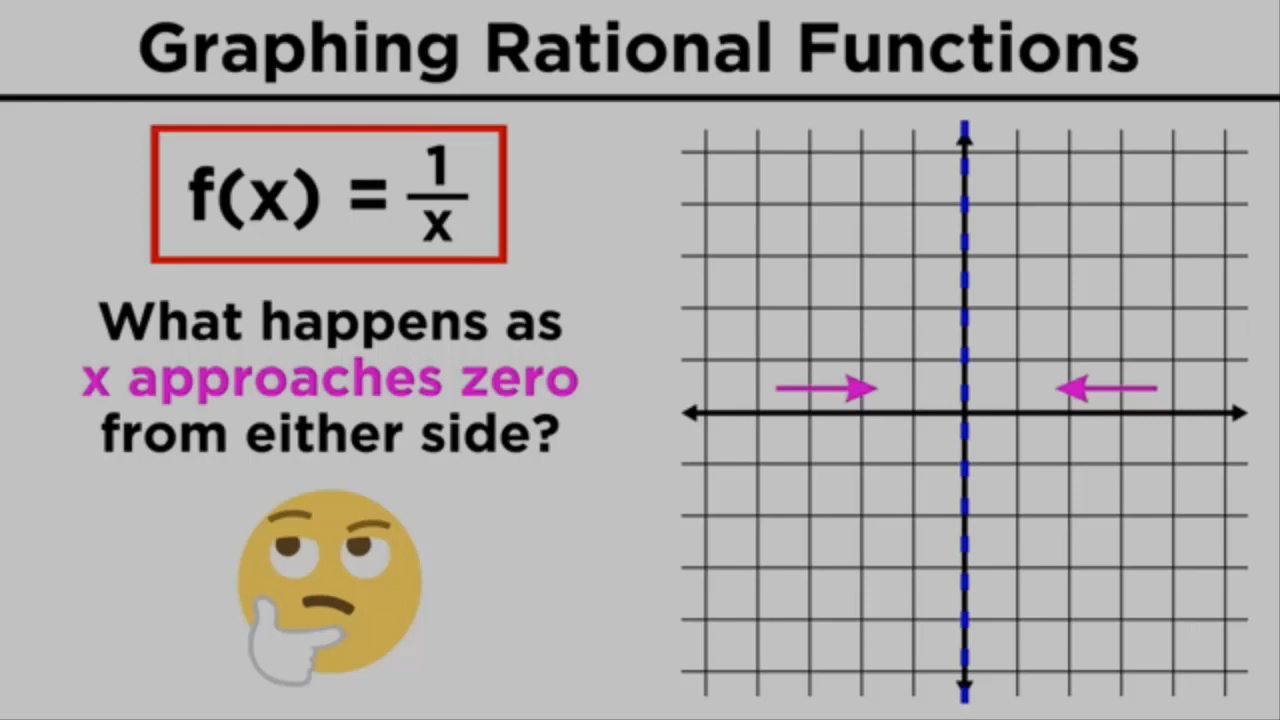 Graphing Rational Functions
f(x) = 1/x
What happens as
x approaches zero
from either side?